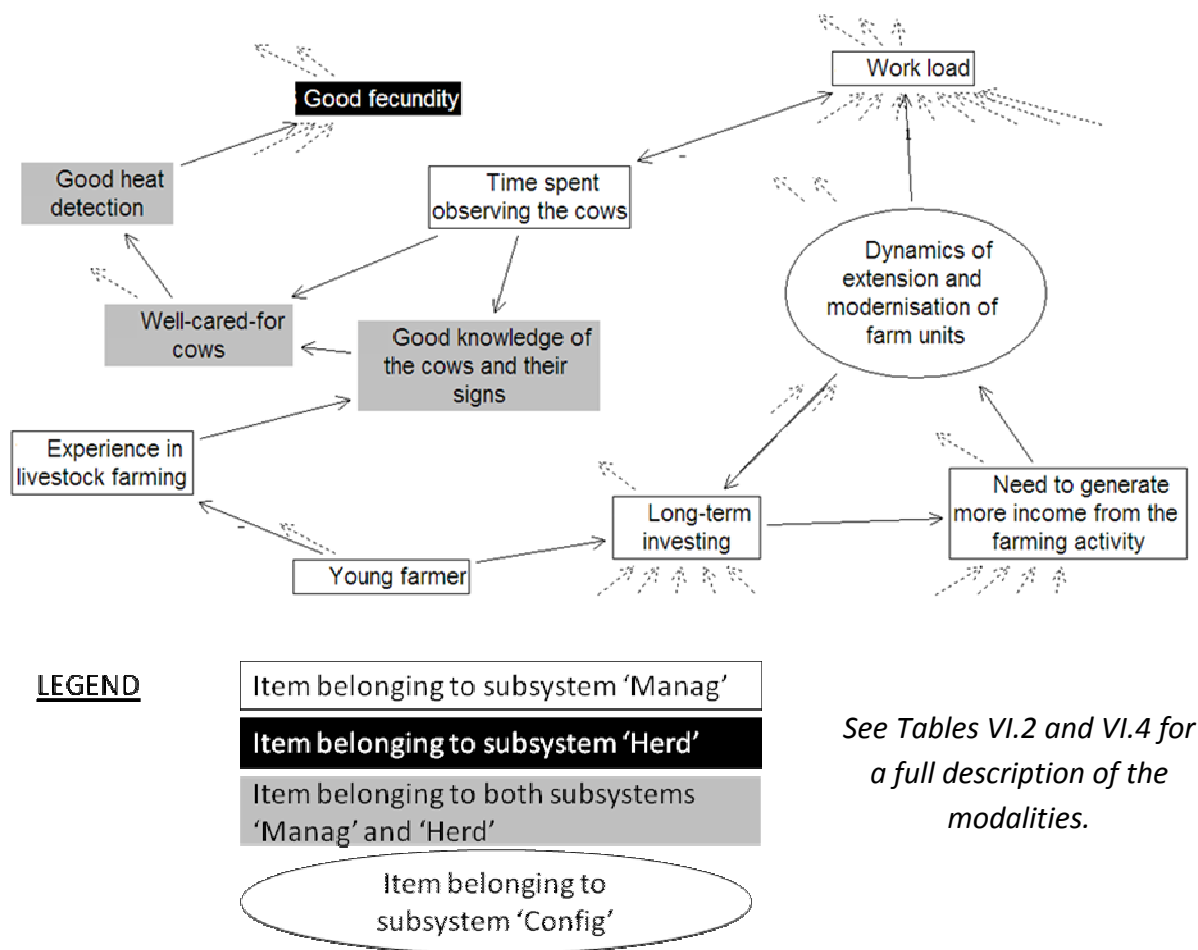 Good fecundity
Work load
Good heat
detection
Time spent
observing the cows
Dynamics of
extension and
modernisation of
farm units
Well-cared-for
cows
Good knowledge of
the cows and their
signs
Experience in
livestock farming
Long-term
investing
Need to generate
more income from the
farming activity
Young farmer
-
-
LEGEND
Item belonging to subsystem ‘Manag’
Item belonging to subsystem ‘Herd’
Item belonging to both subsystems
‘Manag’ and ‘Herd’
Item belonging to
subsystem ‘Config’
See Tables VI.2 and VI.4 for
a full description of the
modalities.